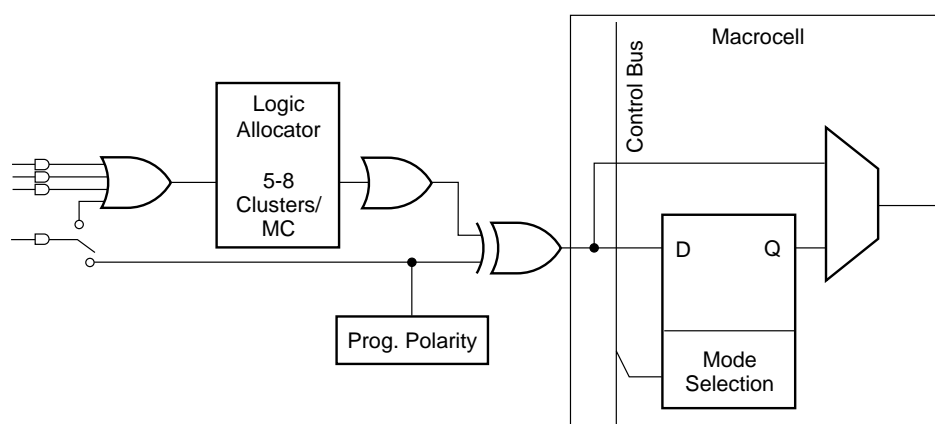 Macrocell
Control Bus
Logic
Allocator
5-8
Clusters/
MC
D
Q
Prog. Polarity
Mode
Selection